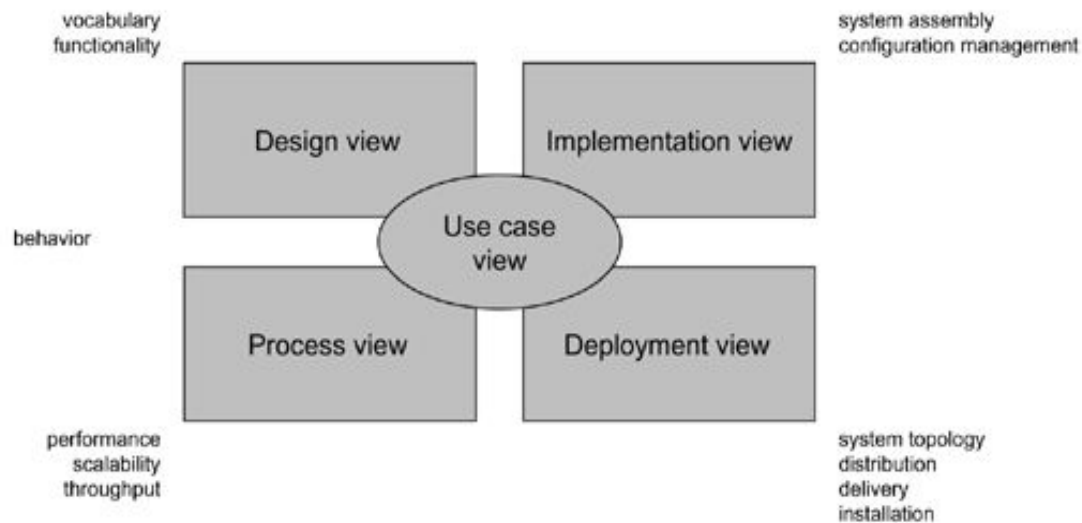 vocabulary
functionality
system assembly
configuration management
Design view
Implementation view
behavior
Use case
view
Process view
Deployment view
performance
scalability
throughput
system topology
distribution
delivery
installation